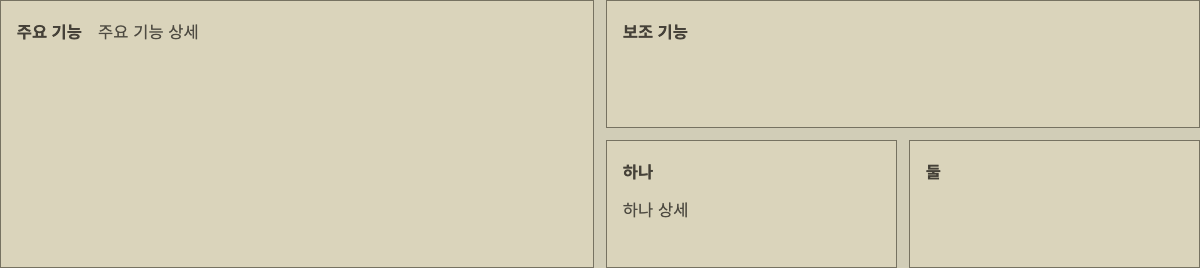 주요 기능 주요 기능 상세
보조 기능
하나
하나 상세
둘